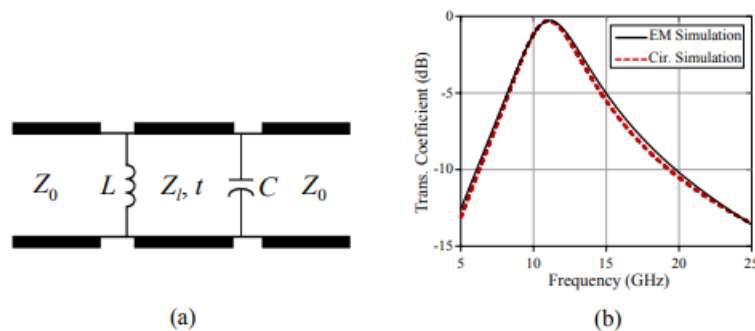 Z0 L Zl, t C Z0
(a)
Trans. Coefficient (dB)
0
-5
-10
-15
EM Simulation
Cir. Simulation
5 10 15 20 25
Frequency (GHz)
(b)